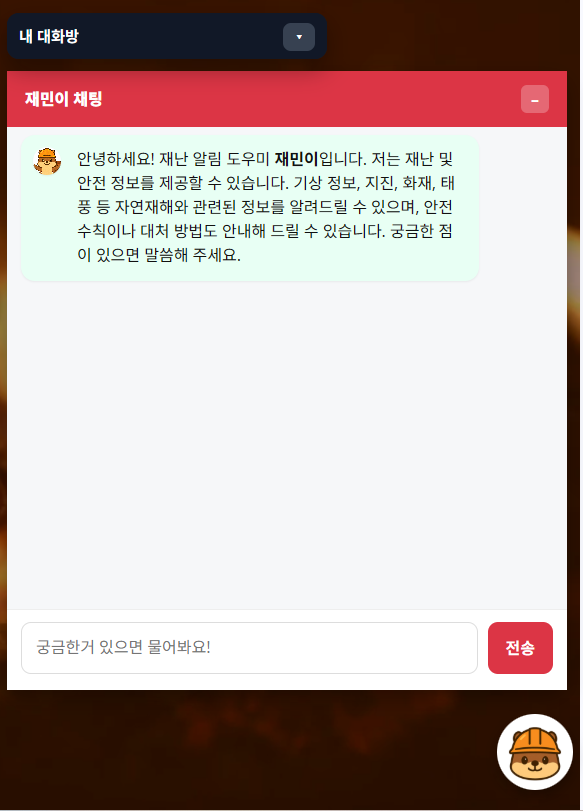 내 대화방
재민이 채팅
안녕하세요! 재난 알림 도우미 재민이입니다. 저는 재난 및
안전 정보를 제공할 수 있습니다. 기상 정보, 지진, 화재, 태
풍 등 자연재해와 관련된 정보를 알려드릴 수 있으며, 안전
수칙이나 대처 방법도 안내해 드릴 수 있습니다. 궁금한 점
이 있으면 말씀해 주세요.
궁금한거 있으면 물어봐요!
전송